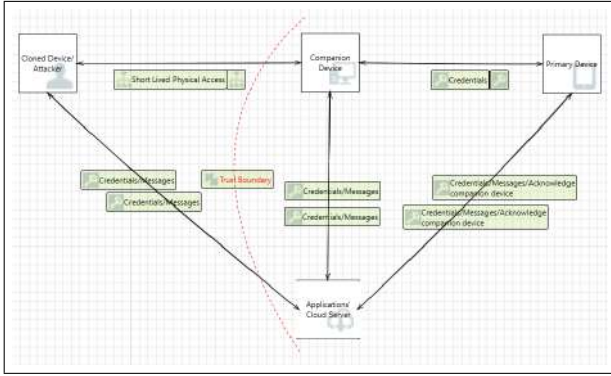 Cloned Device/
Attacker
Companion
Device
Primary Device
Short Lived Physical Access
Credentials
Credentials/Messages
Credentials/Messages
Trust Boundary
Credentials/Messages
Credentials/Messages
Credentials/Messages/Acknowledge
companion device
Credentials/Messages/Acknowledge
companion device
Applications'
Cloud Server